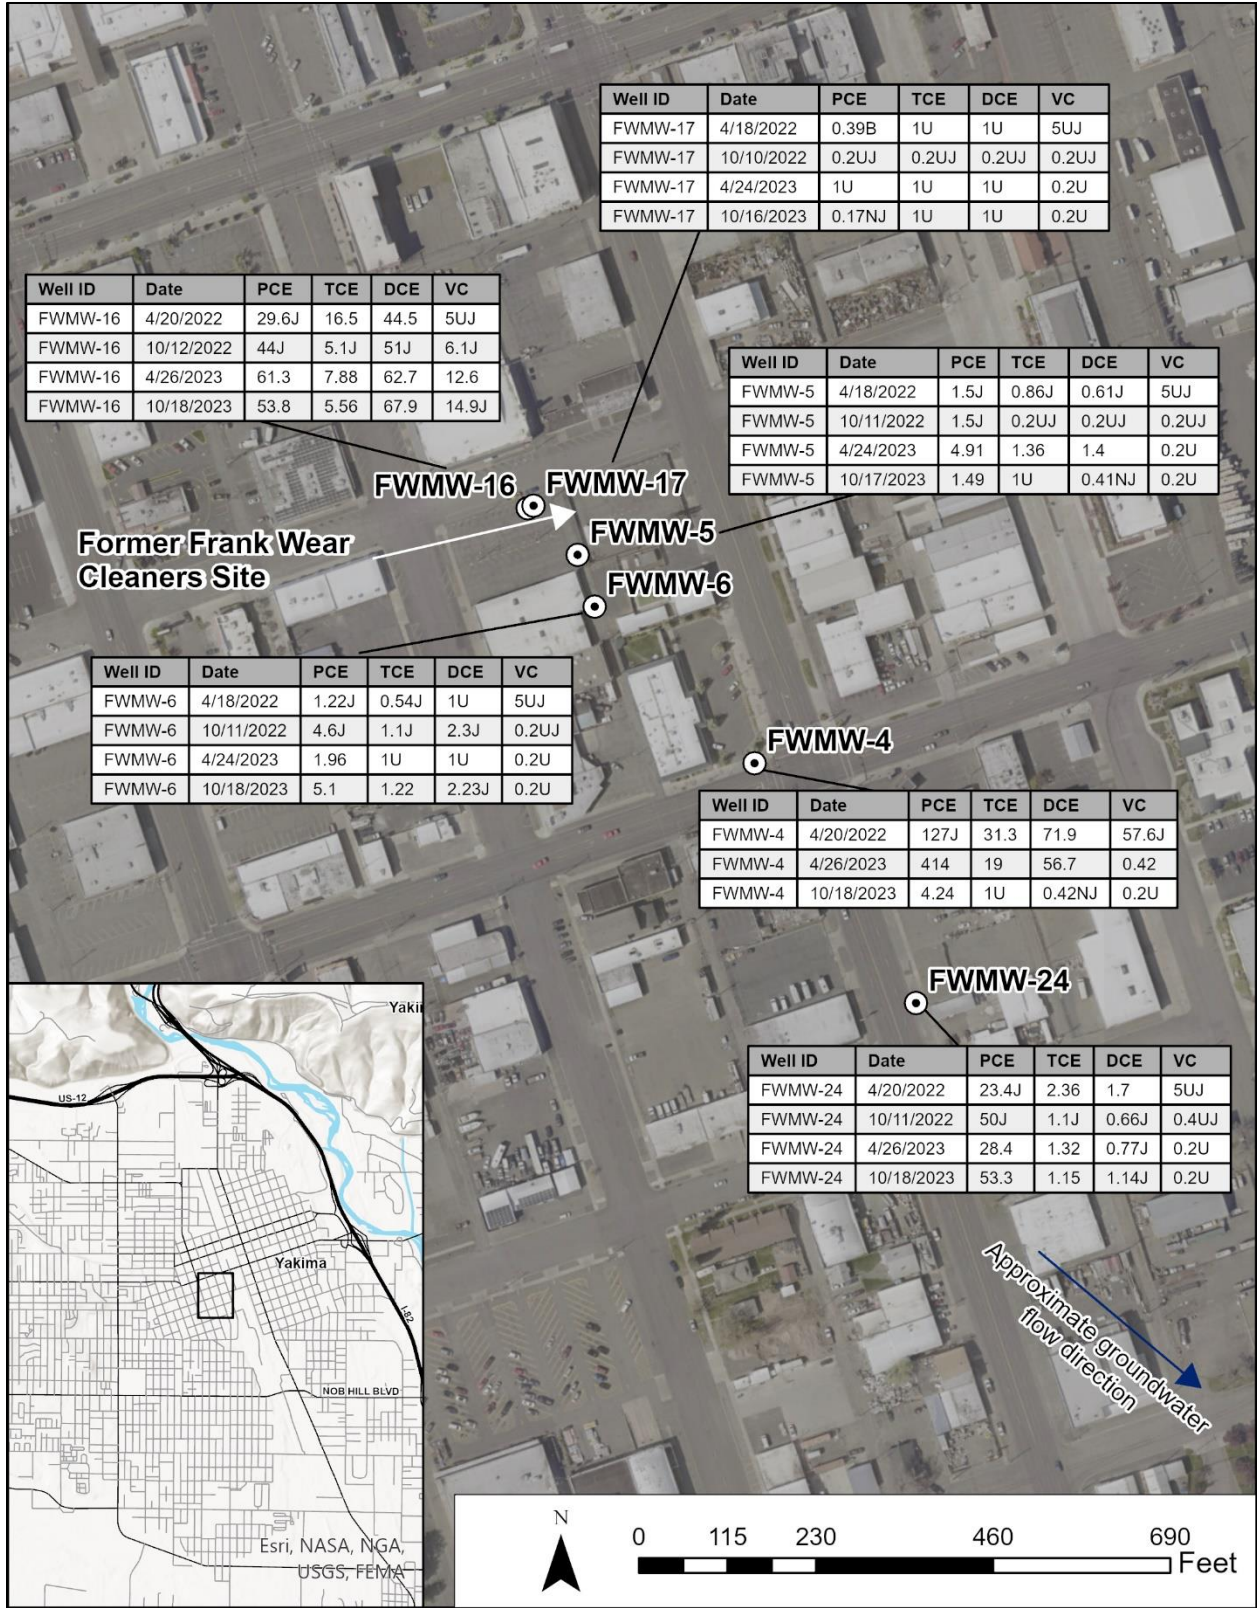 Well ID Date PCE TCE DCE VC
FWMW-17 4/18/2022 0.39B 1U 1U 5UJ
FWMW-17 10/10/2022 0.2UJ 0.2UJ 0.2UJ 0.2UJ
FWMW-17 4/24/2023 1U 1U 1U 0.2U
FWMW-17 10/16/2023 0.17NJ 1U 1U 0.2U
Well ID Date PCE TCE DCE VC
FWMW-16 4/20/2022 29.6J 16.5 44.5 5UJ
FWMW-16 10/12/2022 44J 5.1J 51J 6.1J
FWMW-16 4/26/2023 61.3 7.88 62.7 12.6
FWMW-16 10/18/2023 53.8 5.56 67.9 14.9J
Well ID Date PCE TCE DCE VC
FWMW-5 4/18/2022 1.5J 0.86J 0.61J 5UJ
FWMW-5 10/11/2022 1.5J 0.2UJ 0.2UJ 0.2UJ
FWMW-5 4/24/2023 4.91 1.36 1.4 0.2U
FWMW-5 10/17/2023 1.49 1U 0.41NJ 0.2U
FWMW-16
FWMW-17
Former Frank Wear
Cleaners Site
FWMW-5
FWMW-6
Well ID Date PCE TCE DCE VC
FWMW-6 4/18/2022 1.22J 0.54J 1U 5UJ
FWMW-6 10/11/2022 4.6J 1.1J 2.3J 0.2UJ
FWMW-6 4/24/2023 1.96 1U 1U 0.2U
FWMW-6 10/18/2023 5.1 1.22 2.23J 0.2U
FWMW-4
Well ID Date PCE TCE DCE VC
FWMW-4 4/20/2022 127J 31.3 71.9 57.6J
FWMW-4 4/26/2023 414 19 56.7 0.42
FWMW-4 10/18/2023 4.24 1U 0.42NJ 0.2U
FWMW-24
Well ID Date PCE TCE DCE VC
FWMW-24 4/20/2022 23.4J 2.36 1.7 5UJ
FWMW-24 10/11/2022 50J 1.1J 0.66J 0.4UJ
FWMW-24 4/26/2023 28.4 1.32 0.77J 0.2U
FWMW-24 10/18/2023 53.3 1.15 1.14J 0.2U
Approximate groundwater
flow direction
Yaki
US-12
Yakima
I-82
NOB HILL BLVD
Esri, NASA, NGA,
USGS, FEMA
N
0 115 230 460 690
Feet